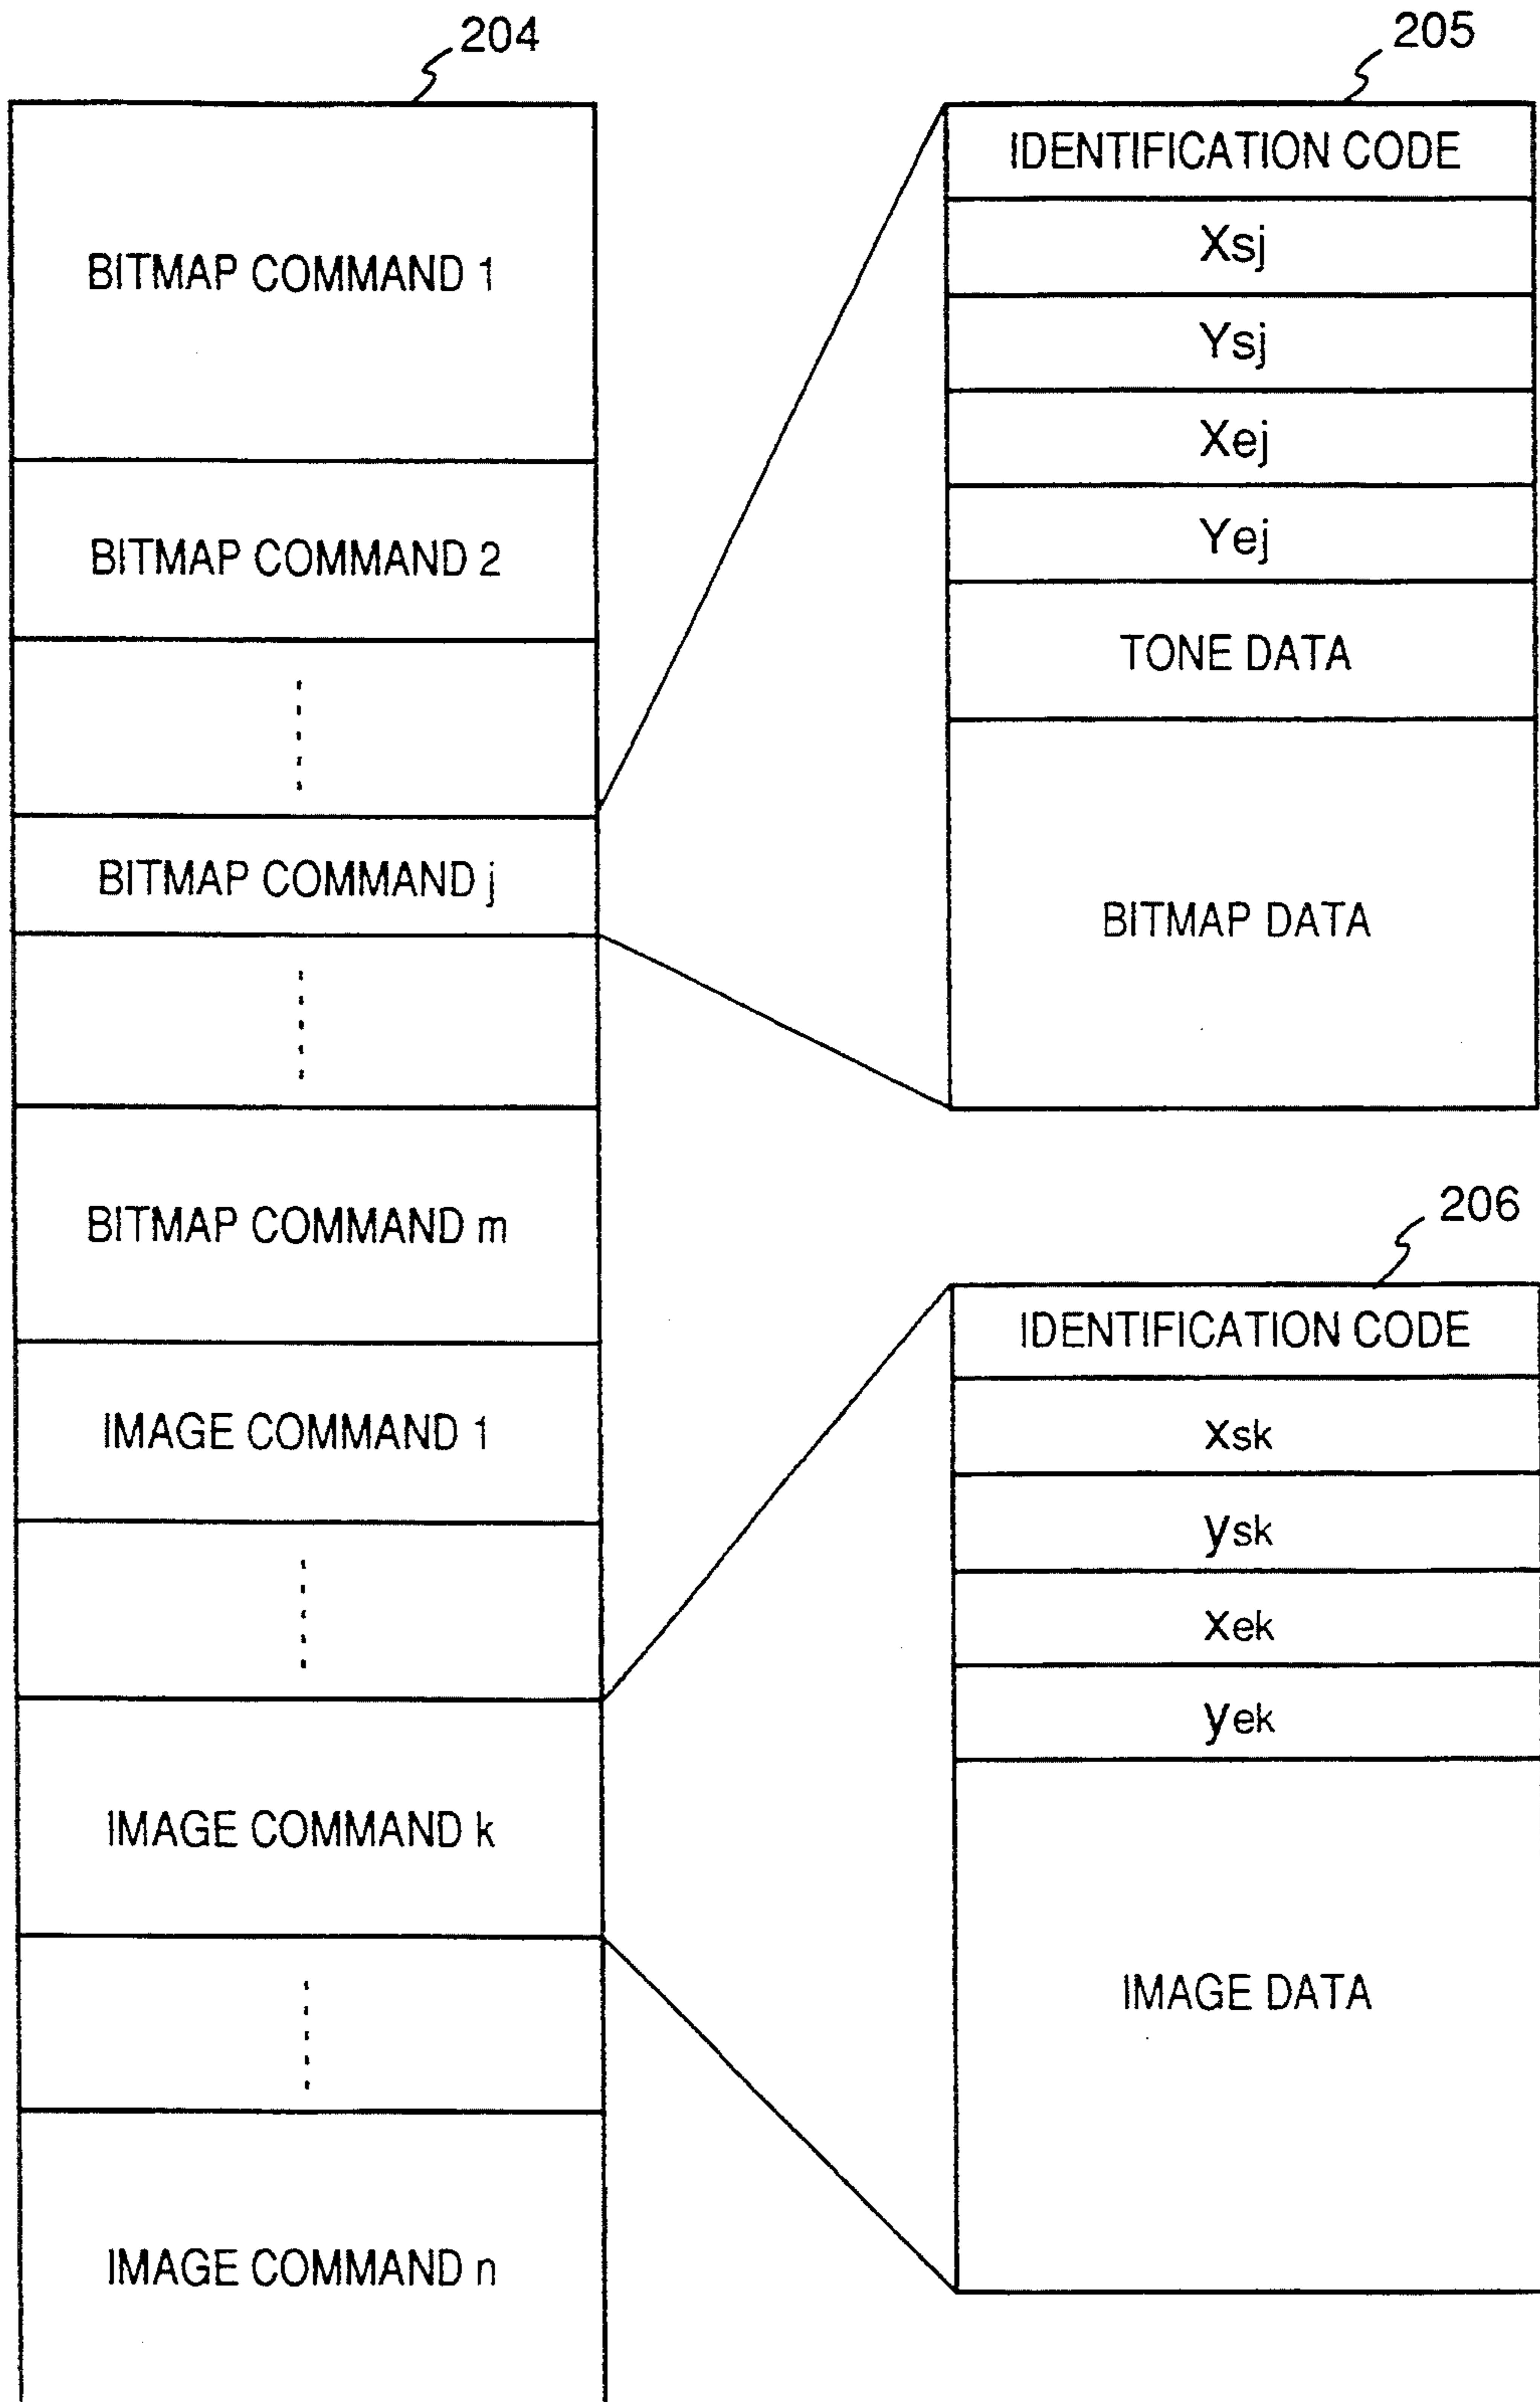 204
BITMAP COMMAND 1
BITMAP COMMAND 2
BITMAP COMMAND j
BITMAP COMMAND m
IMAGE COMMAND 1
IMAGE COMMAND k
IMAGE COMMAND n
205
IDENTIFICATION CODE
Xsj
Ysj
Xej
Yej
TONE DATA
BITMAP DATA
206
IDENTIFICATION CODE
xsk
ysk
xek
yek
IMAGE DATA